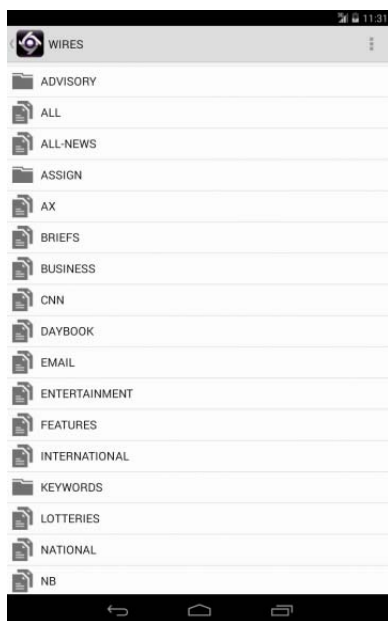 11:31
WIRES
ADVISORY
ALL
ALL-NEWS
ASSIGN
AX
BRIEFS
BUSINESS
CNN
DAYBOOK
EMAIL
ENTERTAINMENT
FEATURES
INTERNATIONAL
KEYWORDS
LOTTERIES
NATIONAL
NB